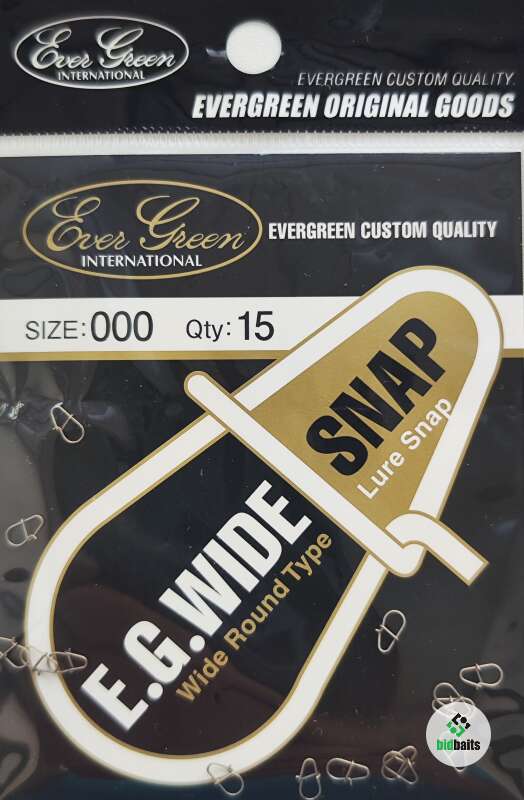 Ever Green
INTERNATIONAL
EVERGREEN CUSTOM QUALITY.
EVERGREEN ORIGINAL GOODS
Ever Green
INTERNATIONAL
EVERGREEN CUSTOM QUALITY
SIZE:000 Qty:15
SNAP
Lure Snap
E.G.WIDE
Wide Round Type
bidbaits